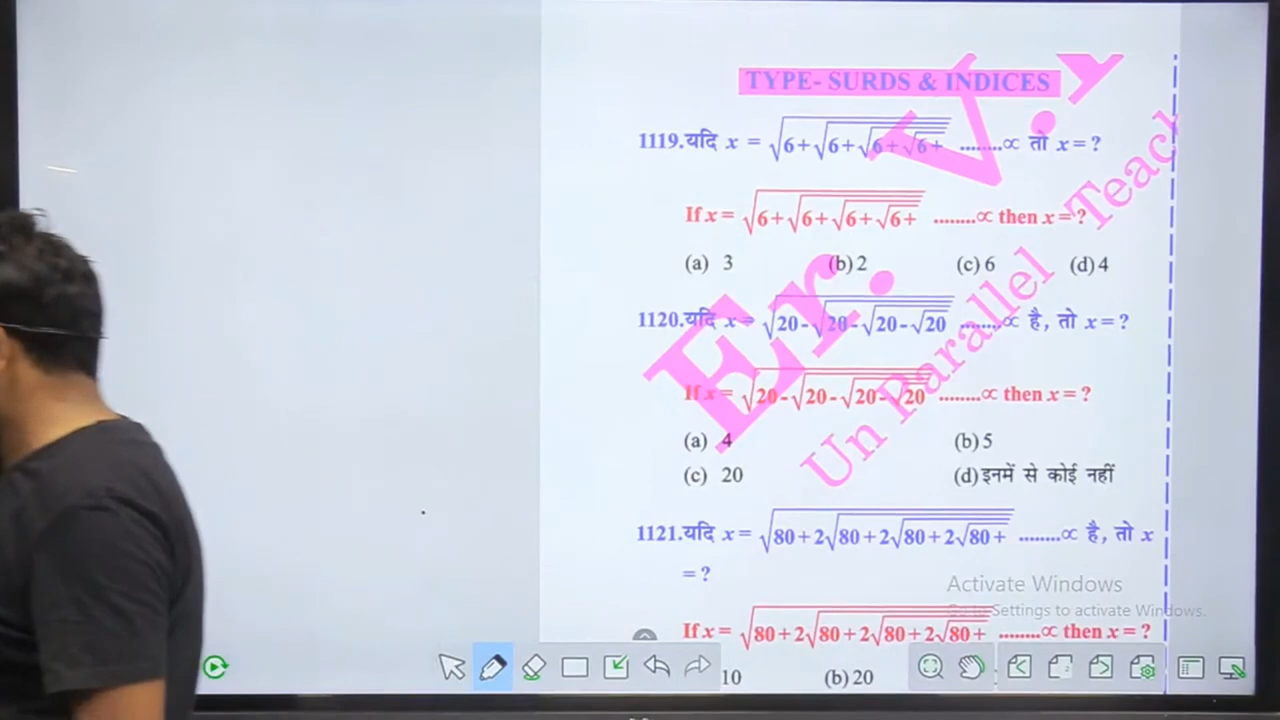 TYPE- SURDS & INDICES
1119.यदि x = √6+√6+√6+√6+ ........∝ तो x = ?
If x = √6+√6+√6+√6+ ........∝ then x = ?
(a) 3 (b) 2 (c) 6 (d) 4
1120.यदि x = √20-√20-√20-√20 ........∝ है, तो x = ?
If x = √20-√20-√20-√20 ........∝ then x = ?
(a) 4 (b) 5
(c) 20 (d) इनमें से कोई नहीं
1121.यदि x = √80+2√80+2√80+2√80+ ........∝ है, तो x
= ?
If x = √80+2√80+2√80+2√80+ ........∝ then x = ?
10 (b) 20
Er. V.
Un Parallel Teach
Activate Windows
Go to Settings to activate Windows.